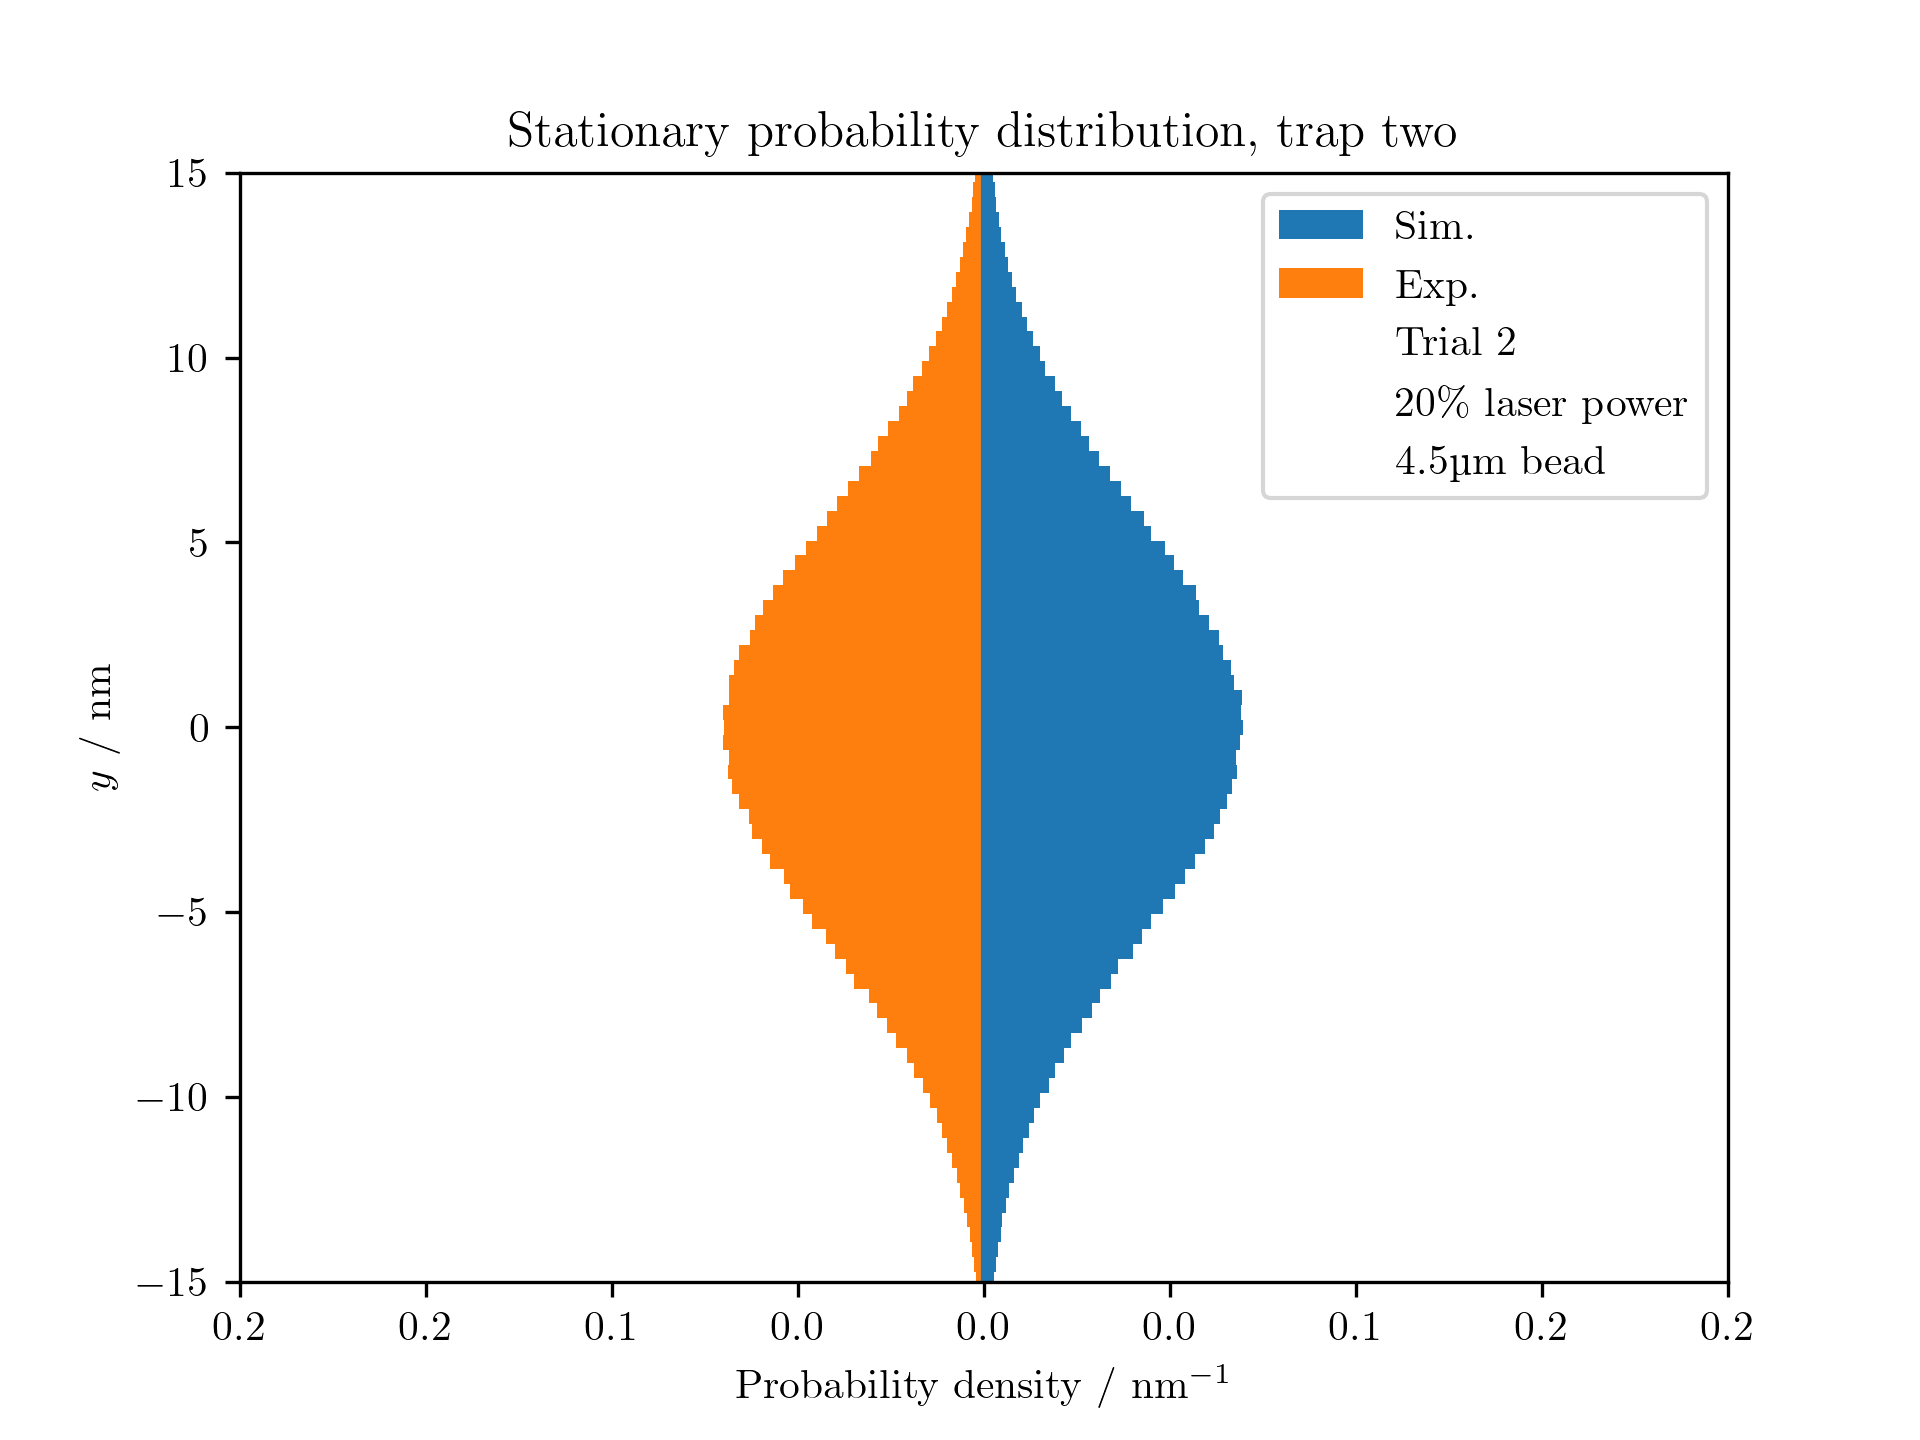 Stationary probability distribution, trap two
15
10
5
0
−5
−10
−15
y / nm
Sim.
Exp.
Trial 2
20% laser power
4.5µm bead
0.2 0.2 0.1 0.0 0.0 0.0 0.1 0.2 0.2
Probability density / nm⁻¹